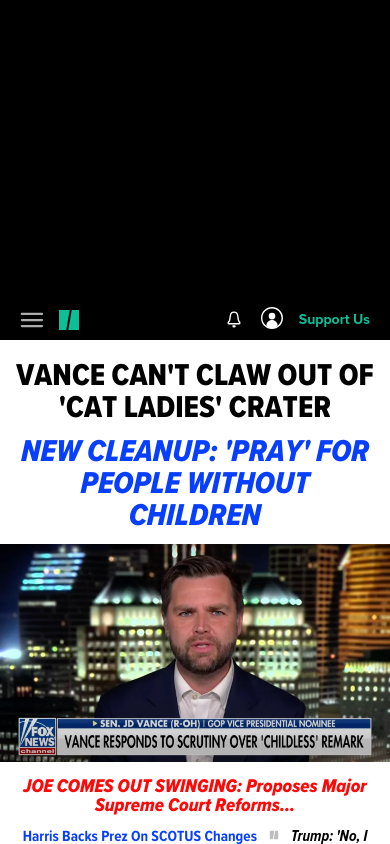 Support Us
VANCE CAN'T CLAW OUT OF
'CAT LADIES' CRATER
NEW CLEANUP: 'PRAY' FOR
PEOPLE WITHOUT
CHILDREN
FOX
NEWS
channel
SEN. JD VANCE (R-OH) | GOP VICE PRESIDENTIAL NOMINEE
VANCE RESPONDS TO SCRUTINY OVER 'CHILDLESS' REMARK
JOE COMES OUT SWINGING: Proposes Major
Supreme Court Reforms...
Harris Backs Prez On SCOTUS Changes Trump: 'No, I